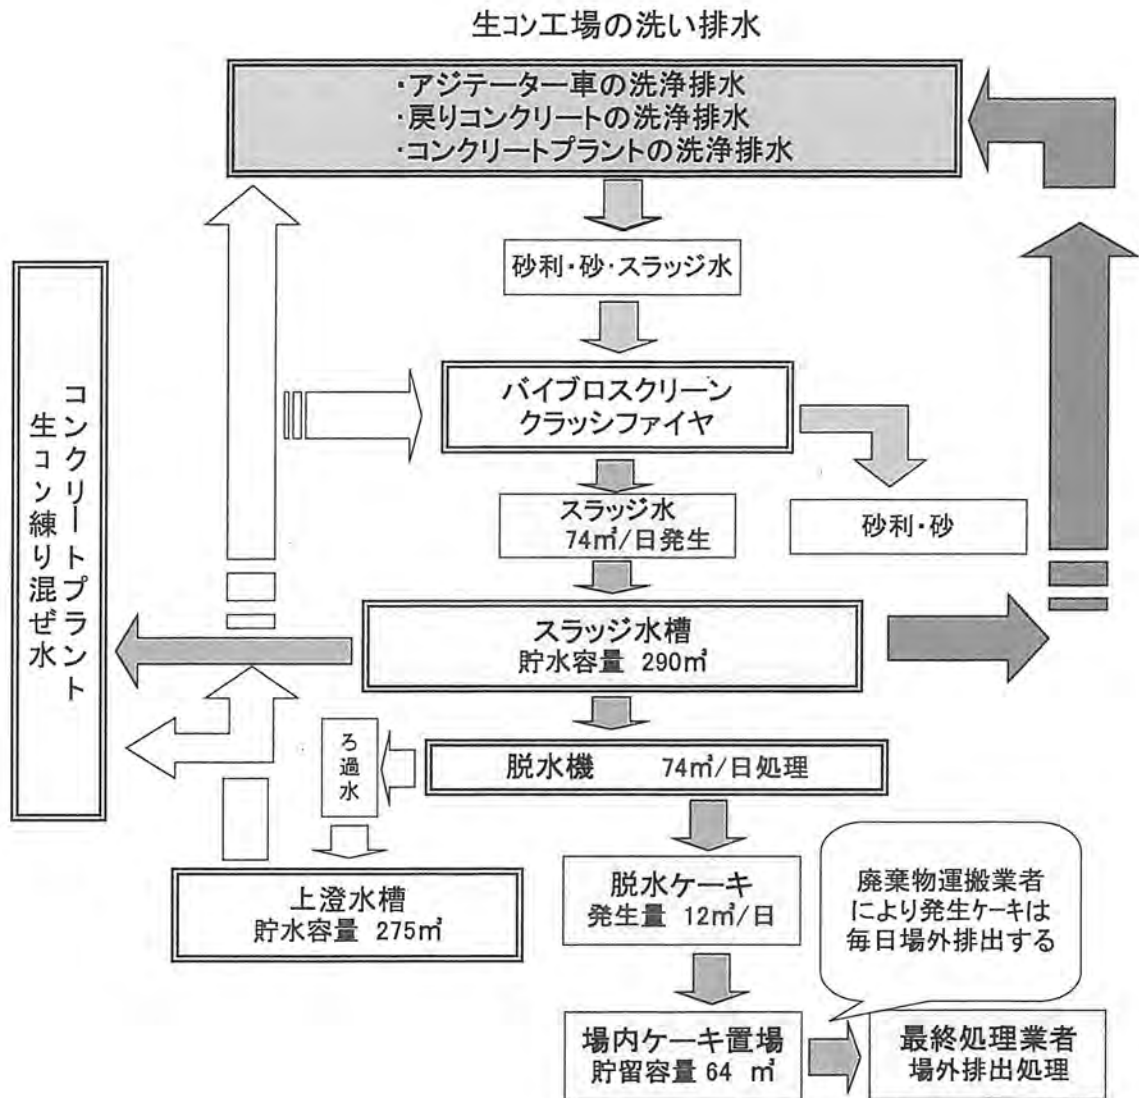 生コン工場の洗い排水
・アジテーター車の洗浄排水
・戻りコンクリートの洗浄排水
・コンクリートプラントの洗浄排水
砂利・砂・スラッジ水
バイブロスクリーン
クラッシファイヤ
コンクリートプラント
生コン練り混ぜ水
スラッジ水
74㎥/日発生
砂利・砂
スラッジ水槽
貯水容量 290㎥
ろ過水
脱水機 74㎥/日処理
上澄水槽
貯水容量 275㎥
脱水ケーキ
発生量 12㎥/日
廃棄物運搬業者
により発生ケーキは
毎日場外排出する
場内ケーキ置場
貯留容量 64 ㎥
最終処理業者
場外排出処理